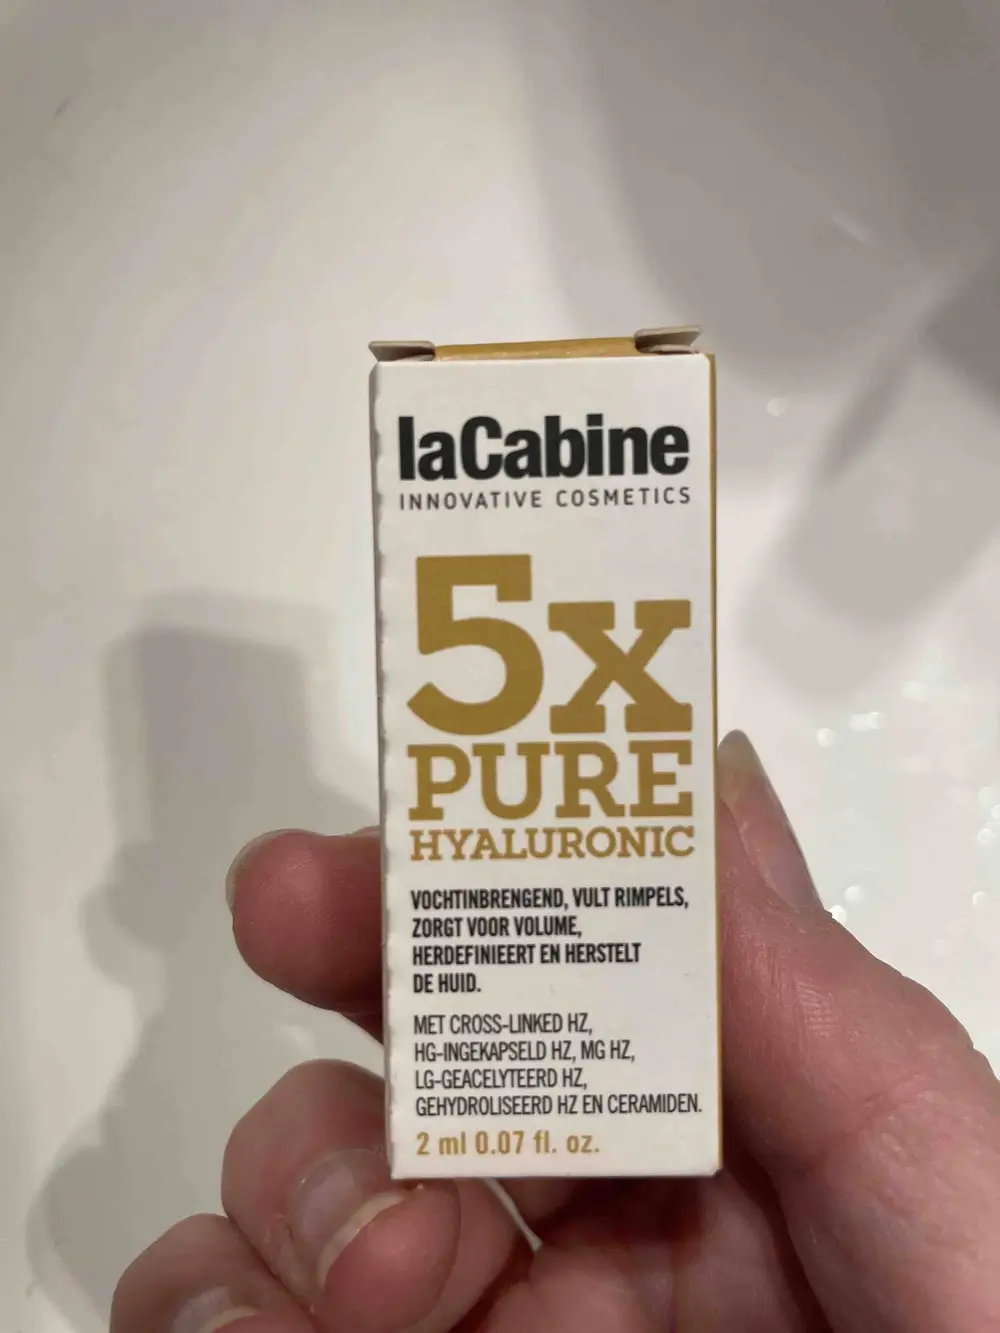 laCabine
INNOVATIVE COSMETICS
5x
PURE
HYALURONIC
VOCHTINBRENGEND, VULT RIMPELS,
ZORGT VOOR VOLUME,
HERDEFINIEERT EN HERSTELT
DE HUID.
MET CROSS-LINKED HZ,
HG-INGEKAPSELD HZ, MG HZ,
LG-GEACELYTEERD HZ,
GEHYDROLISEERD HZ EN CERAMIDEN.
2 ml 0.07 fl. oz.